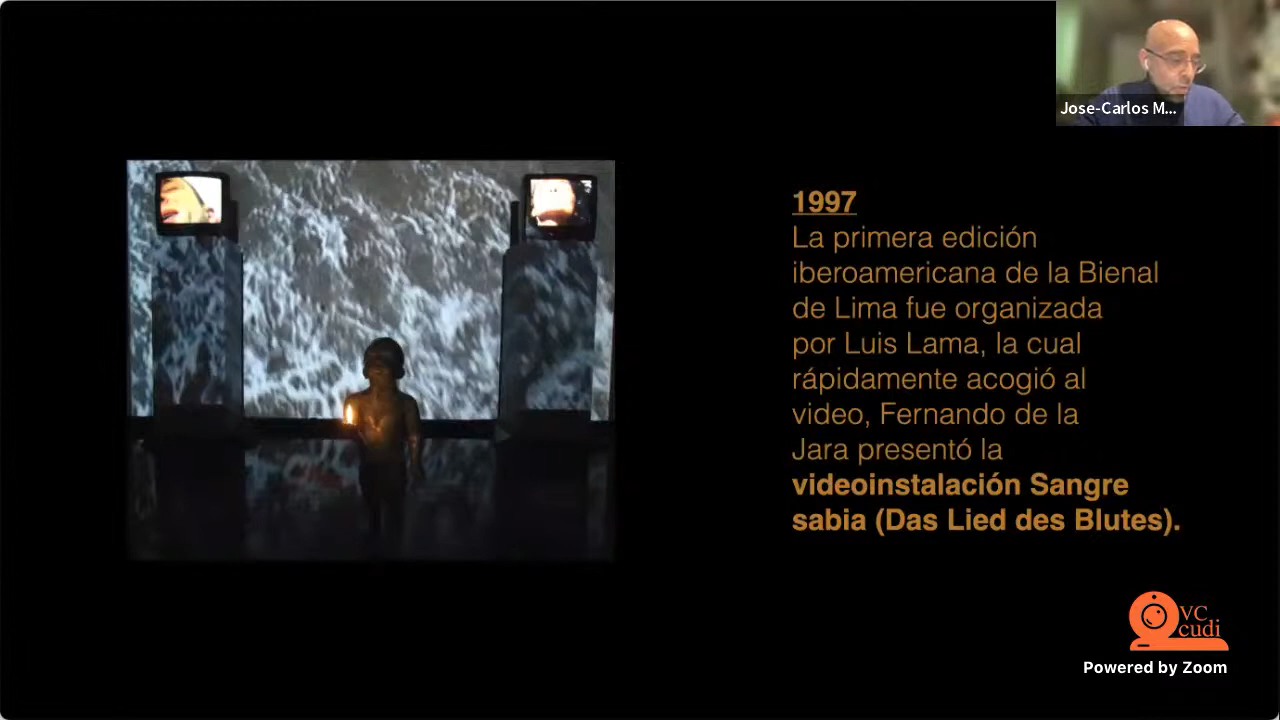 Jose-Carlos M...
1997
La primera edición
iberoamericana de la Bienal
de Lima fue organizada
por Luis Lama, la cual
rápidamente acogió al
video, Fernando de la
Jara presentó la
videoinstalación Sangre
sabia (Das Lied des Blutes).
VC
cudi
Powered by Zoom